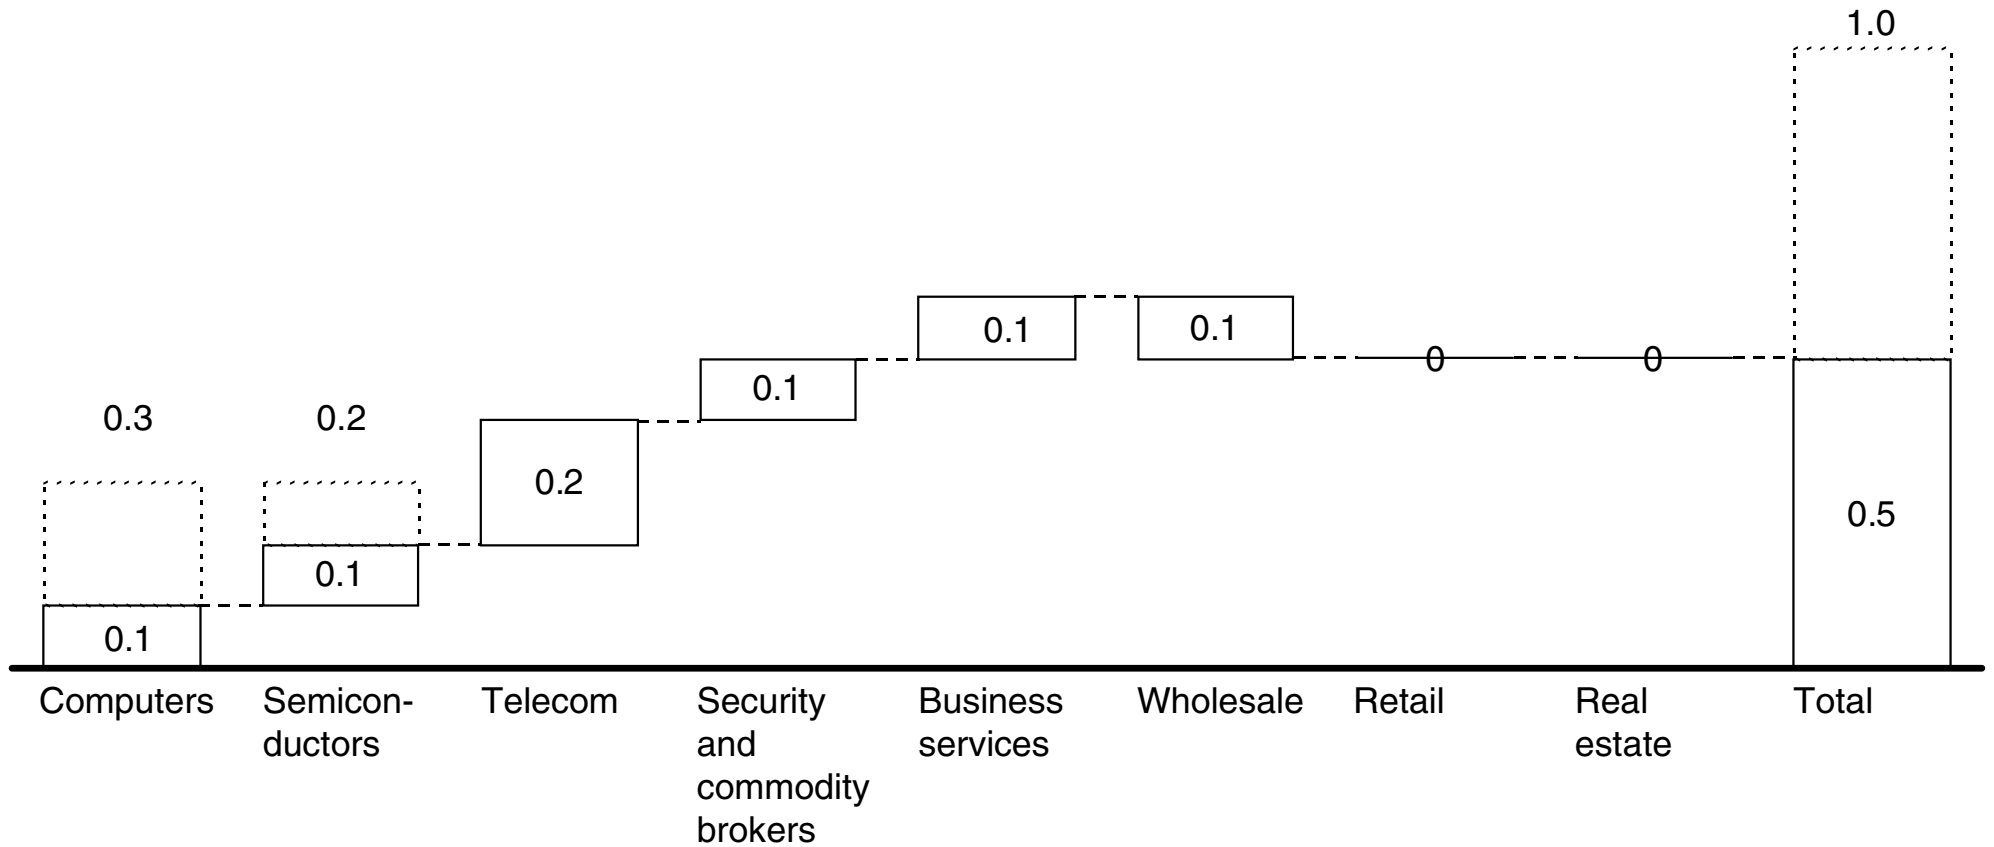 1.0
0.1
0.1
0
0
0.1
0.3
0.2
0.2
0.5
0.1
0.1
Computers
Semicon-
ductors
Telecom
Security
and
commodity
brokers
Business
services
Wholesale
Retail
Real
estate
Total